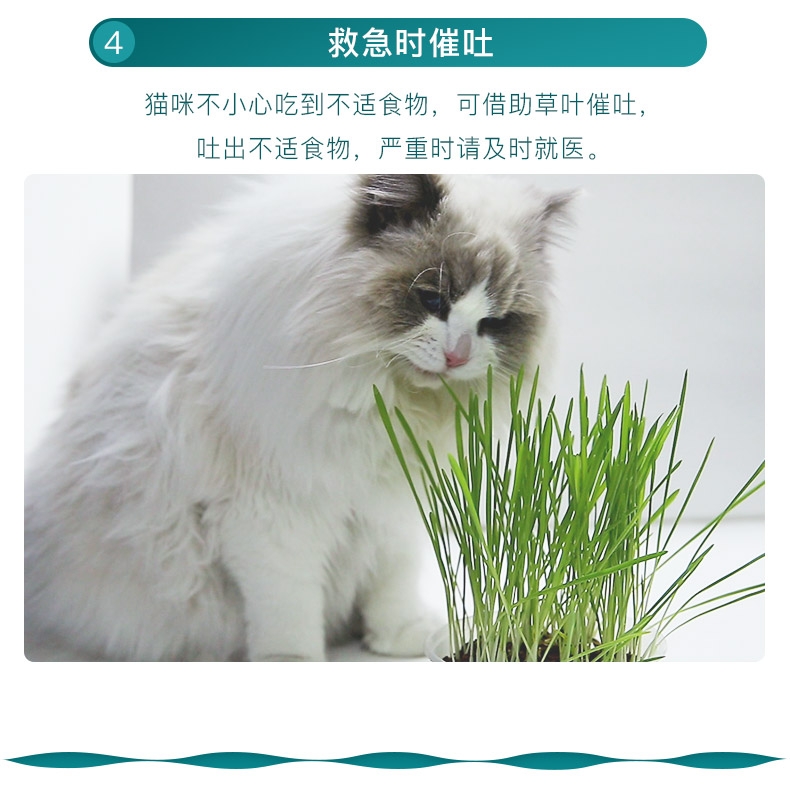 4 救急时催吐
猫咪不小心吃到不适食物，可借助草叶催吐，
吐出不适食物，严重时请及时就医。